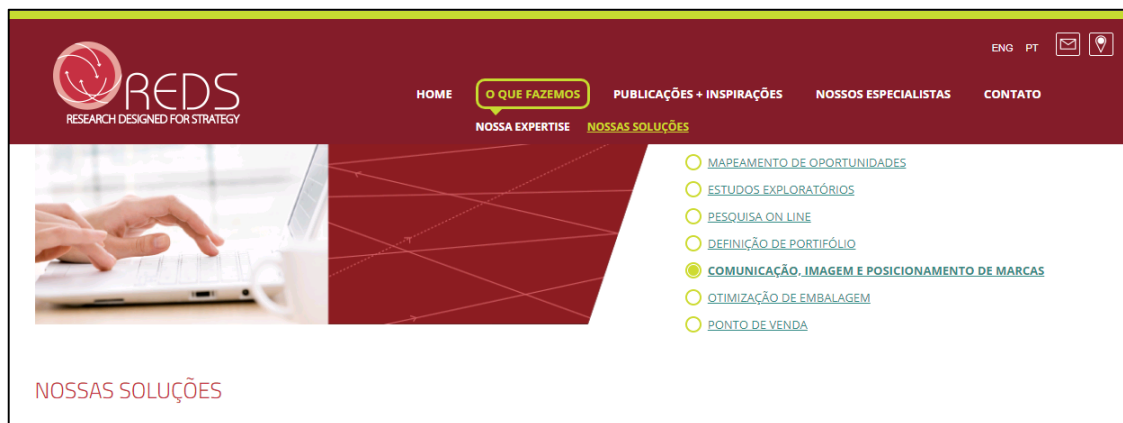 ENG PT
REDS
RESEARCH DESIGNED FOR STRATEGY
HOME O QUE FAZEMOS PUBLICAÇÕES + INSPIRAÇÕES NOSSOS ESPECIALISTAS CONTATO
NOSSA EXPERTISE NOSSAS SOLUÇÕES
MAPEAMENTO DE OPORTUNIDADES
ESTUDOS EXPLORATÓRIOS
PESQUISA ON LINE
DEFINIÇÃO DE PORTIFÓLIO
COMUNICAÇÃO, IMAGEM E POSICIONAMENTO DE MARCAS
OTIMIZAÇÃO DE EMBALAGEM
PONTO DE VENDA
NOSSAS SOLUÇÕES